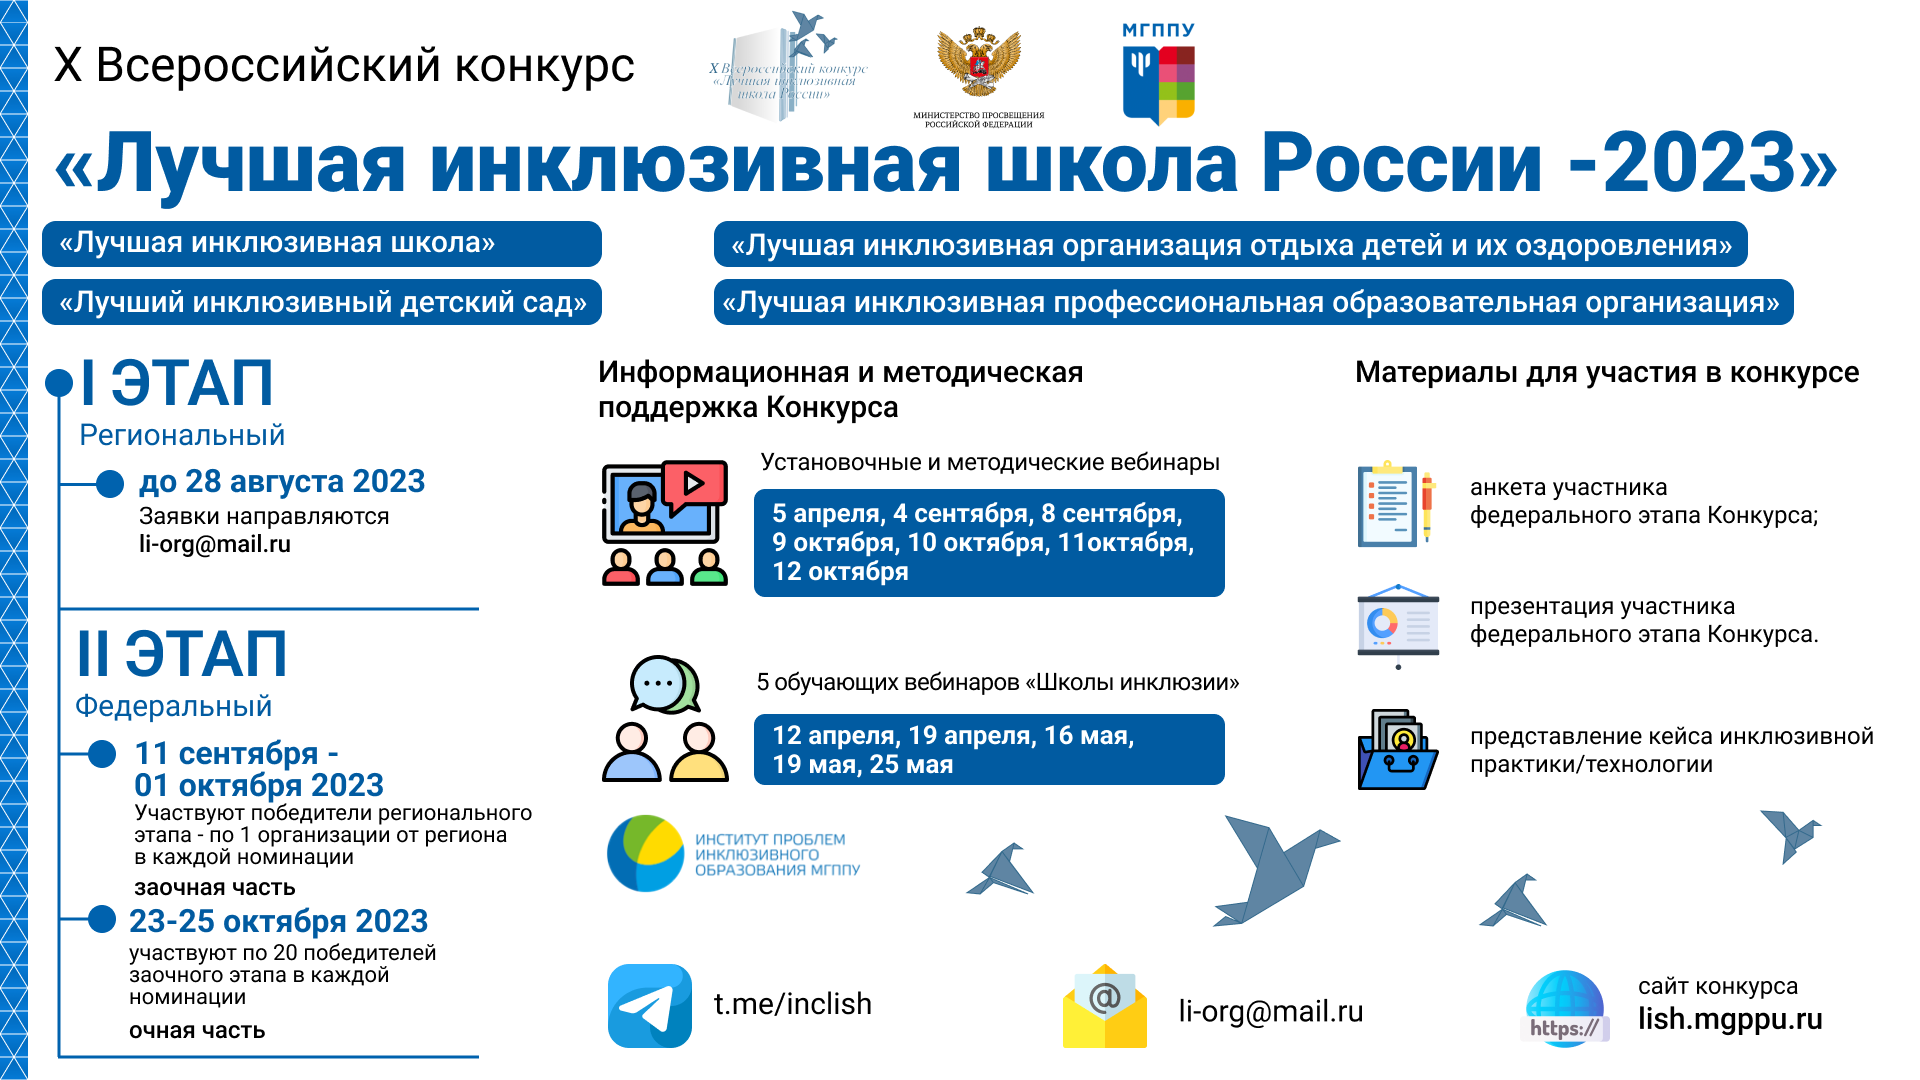 X Всероссийский конкурс
X Всероссийский конкурс
«Лучшая инклюзивная
школа России»
МИНИСТЕРСТВО ПРОСВЕЩЕНИЯ
РОССИЙСКОЙ ФЕДЕРАЦИИ
МГППУ
«Лучшая инклюзивная школа России -2023»
«Лучшая инклюзивная школа»
«Лучшая инклюзивная организация отдыха детей и их оздоровления»
«Лучший инклюзивный детский сад»
«Лучшая инклюзивная профессиональная образовательная организация»
I ЭТАП
Региональный
до 28 августа 2023
Заявки направляются
li-org@mail.ru
II ЭТАП
Федеральный
11 сентября -
01 октября 2023
Участвуют победители регионального
этапа - по 1 организации от региона
в каждой номинации
заочная часть
23-25 октября 2023
участвуют по 20 победителей
заочного этапа в каждой
номинации
очная часть
Информационная и методическая
поддержка Конкурса
Установочные и методические вебинары
5 апреля, 4 сентября, 8 сентября,
9 октября, 10 октября, 11октября,
12 октября
5 обучающих вебинаров «Школы инклюзии»
12 апреля, 19 апреля, 16 мая,
19 мая, 25 мая
ИНСТИТУТ ПРОБЛЕМ
ИНКЛЮЗИВНОГО
ОБРАЗОВАНИЯ МГППУ
Материалы для участия в конкурсе
анкета участника
федерального этапа Конкурса;
презентация участника
федерального этапа Конкурса.
представление кейса инклюзивной
практики/технологии
t.me/inclish
@
li-org@mail.ru
https://
сайт конкурса
lish.mgppu.ru